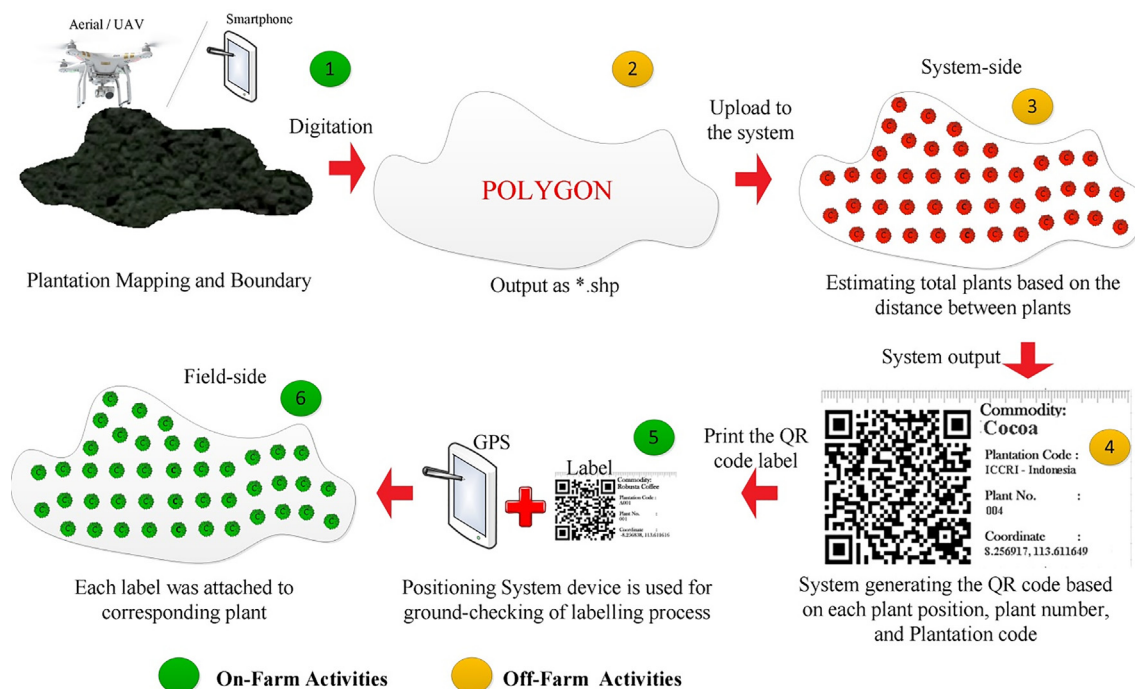 Aerial / UAV
Smartphone
1
Digitation
Plantation Mapping and Boundary
2
POLYGON
Output as *.shp
Upload to
the system
System-side
3
Estimating total plants based on the
distance between plants
System output
4
Commodity:
Cocoa
Plantation Code :
ICCRI - Indonesia
Plant No. :
004
Coordinate :
8.256917, 113.611649
System generating the QR code based
on each plant position, plant number,
and Plantation code
Print the QR
code label
5
GPS
Label
Commodity:
Robusta Coffee
Plantation Code :
A001
Plant No. :
001
Coordinate :
-8.256838, 113.611616
Positioning System device is used for
ground-checking of labelling process
Field-side
6
Each label was attached to
corresponding plant
On-Farm Activities
Off-Farm Activities